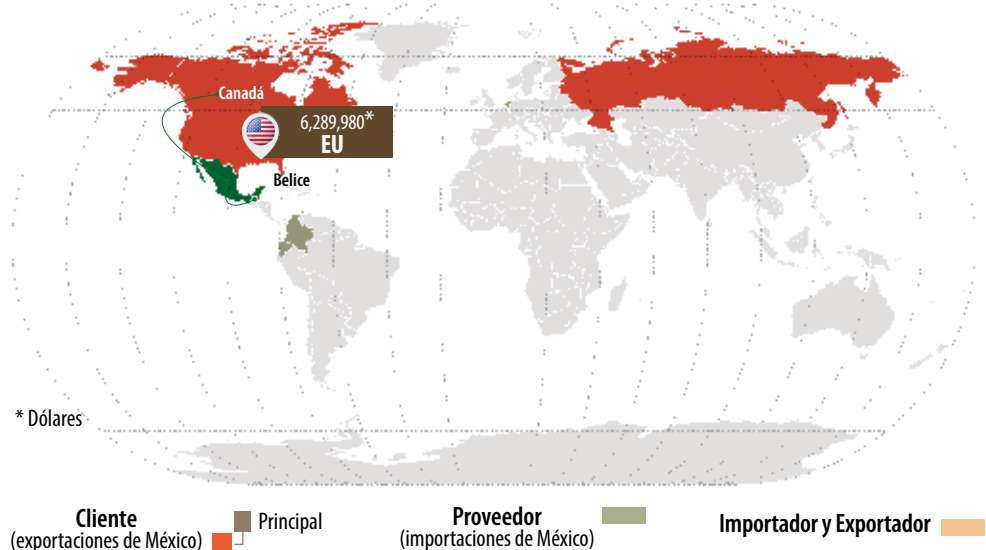 Canadá
6,289,980*
EU
Belice
* Dólares
Cliente
(exportaciones de México)
Principal
Proveedor
(importaciones de México)
Importador y Exportador